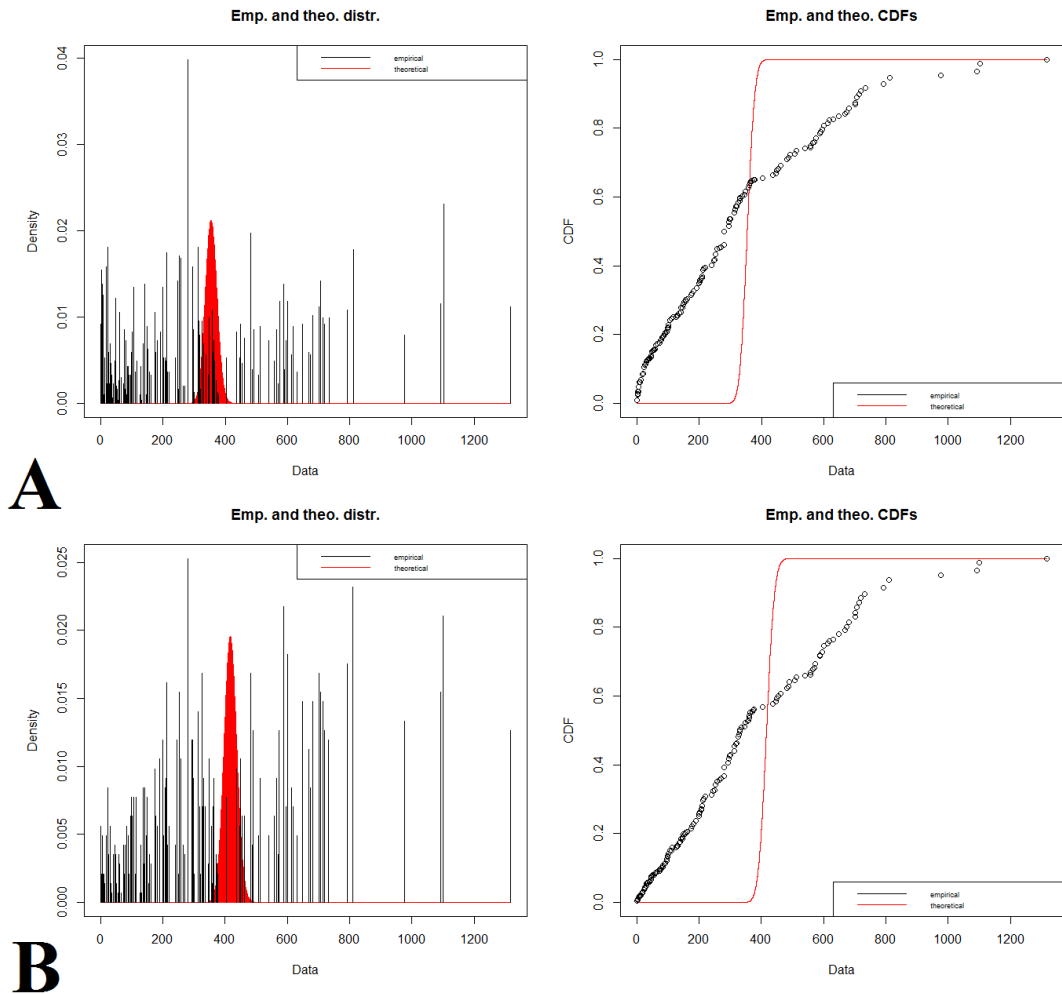 Emp. and theo. distr.
Emp. and theo. CDFs
empirical
theoretical
0.00 0.01 0.02 0.03 0.04
Density
0 200 400 600 800 1000 1200
Data
0.0 0.2 0.4 0.6 0.8 1.0
CDF
empirical
theoretical
0 200 400 600 800 1000 1200
Data
A
Emp. and theo. distr.
Emp. and theo. CDFs
empirical
theoretical
0.000 0.005 0.010 0.015 0.020 0.025
Density
0 200 400 600 800 1000 1200
Data
0.0 0.2 0.4 0.6 0.8 1.0
CDF
empirical
theoretical
0 200 400 600 800 1000 1200
Data
B